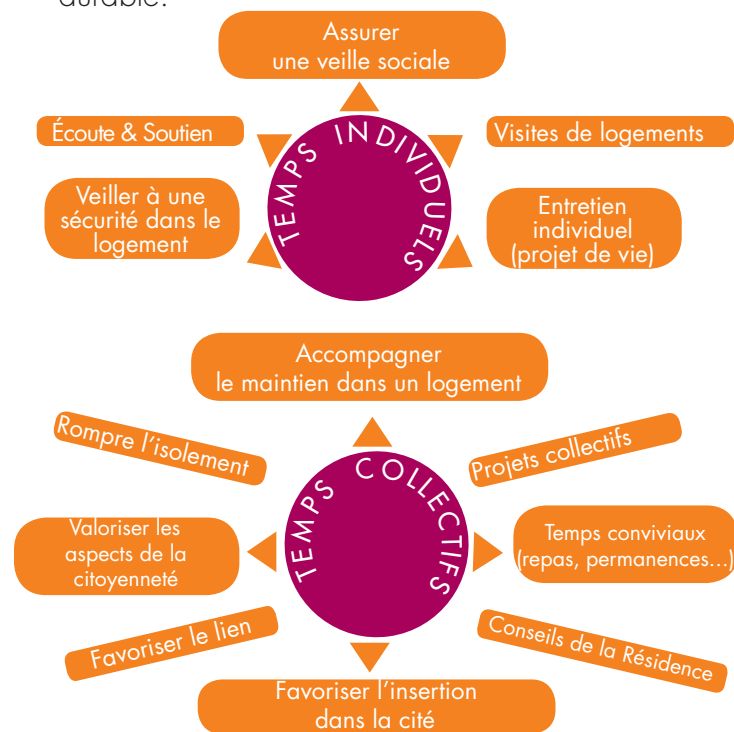 durable.
Assurer
une veille sociale
Écoute & Soutien
Visites de logements
TEMPS INDIVIDUELS
Veiller à une
sécurité dans le
logement
Entretien
individuel
(projet de vie)
Accompagner
le maintien dans un logement
Rompre l'isolement
Projets collectifs
TEMPS COLLECTIFS
Valoriser les
aspects de la
citoyenneté
Temps conviviaux
(repas, permanences...)
Favoriser le lien
Conseils de la Résidence
Favoriser l'insertion
dans la cité